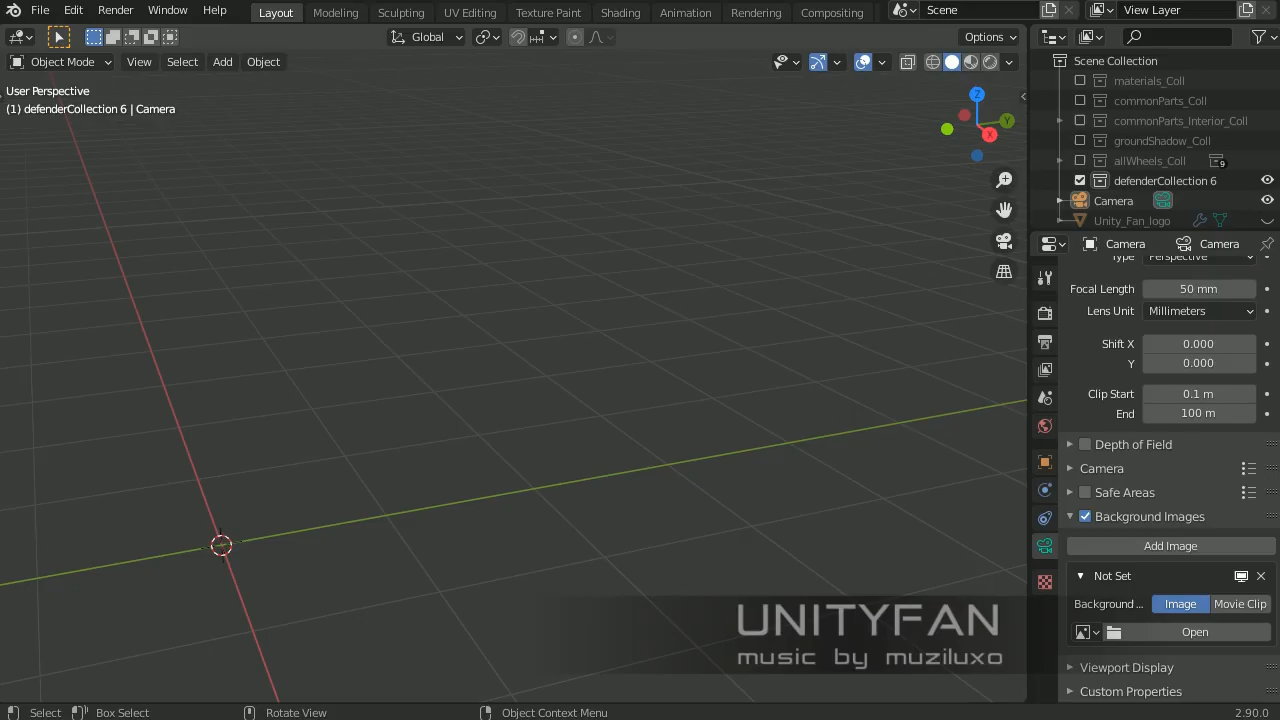 File Edit Render Window Help
Layout Modeling Sculpting UV Editing Texture Paint Shading Animation Rendering Compositing
Scene
View Layer
Global
Options
Object Mode View Select Add Object
User Perspective
(1) defenderCollection 6 | Camera
Z
Y
X
Scene Collection
materials_Coll
commonParts_Coll
commonParts_Interior_Coll
groundShadow_Coll
allWheels_Coll 9
defenderCollection 6
Camera
Unity_Fan_logo
Camera Camera
Type Perspective
Focal Length 50 mm
Lens Unit Millimeters
Shift X 0.000
Y 0.000
Clip Start 0.1 m
End 100 m
Depth of Field
Camera
Safe Areas
Background Images
Add Image
Not Set
Background ... Image Movie Clip
Open
Viewport Display
Custom Properties
UNITYFAN
music by muziluxo
Select Box Select Rotate View Object Context Menu 2.90.0